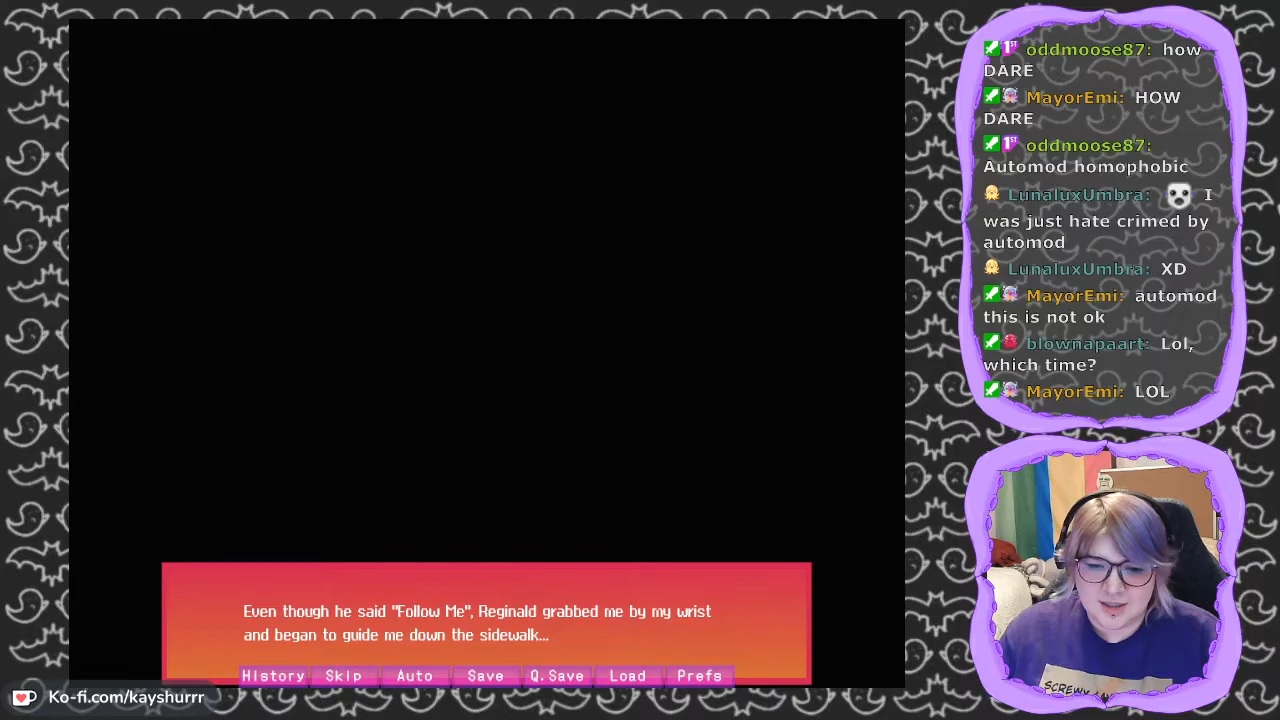 oddmoose87: how
DARE
MayorEmi: HOW
DARE
oddmoose87:
Automod homophobic
LunaluxUmbra: I
was just hate crimed by
automod
LunaluxUmbra: XD
MayorEmi: automod
this is not ok
blownapaart: Lol,
which time?
MayorEmi: LOL
Even though he said "Follow Me", Reginald grabbed me by my wrist
and began to guide me down the sidewalk...
History Skip Auto Save Q.Save Load Prefs
Ko-fi.com/kayshurrr